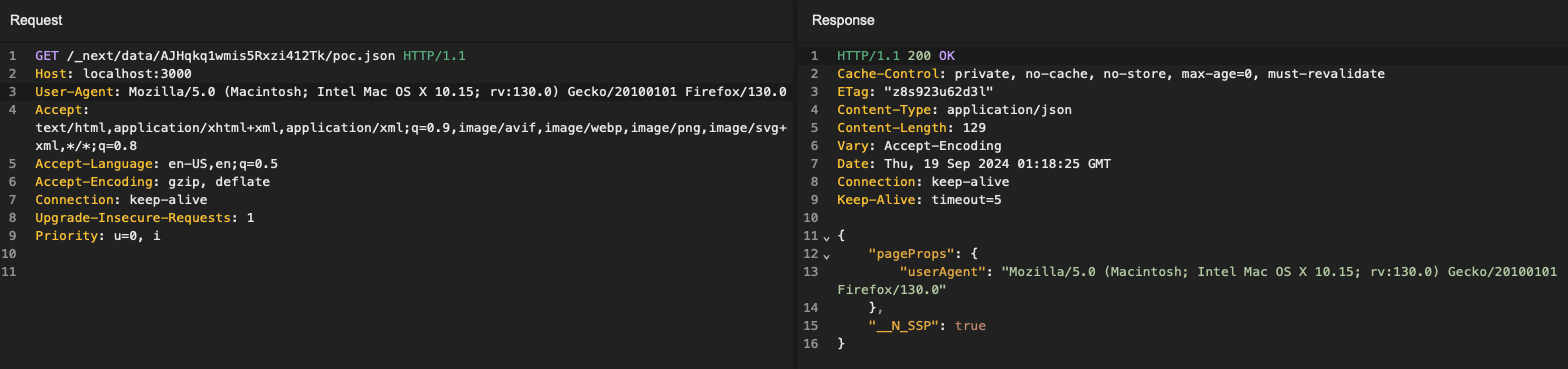 Request
1 GET /_next/data/AJHqkq1wmis5Rxzi412Tk/poc.json HTTP/1.1
2 Host: localhost:3000
3 User-Agent: Mozilla/5.0 (Macintosh; Intel Mac OS X 10.15; rv:130.0) Gecko/20100101 Firefox/130.0
4 Accept:
text/html,application/xhtml+xml,application/xml;q=0.9,image/avif,image/webp,image/png,image/svg+
xml,*/*;q=0.8
5 Accept-Language: en-US,en;q=0.5
6 Accept-Encoding: gzip, deflate
7 Connection: keep-alive
8 Upgrade-Insecure-Requests: 1
9 Priority: u=0, i
10
11
Response
1 HTTP/1.1 200 OK
2 Cache-Control: private, no-cache, no-store, max-age=0, must-revalidate
3 ETag: "z8s923u62d3l"
4 Content-Type: application/json
5 Content-Length: 129
6 Vary: Accept-Encoding
7 Date: Thu, 19 Sep 2024 01:18:25 GMT
8 Connection: keep-alive
9 Keep-Alive: timeout=5
10
11 {
12 "pageProps": {
13 "userAgent": "Mozilla/5.0 (Macintosh; Intel Mac OS X 10.15; rv:130.0) Gecko/20100101
Firefox/130.0"
14 },
15 "__N_SSP": true
16 }